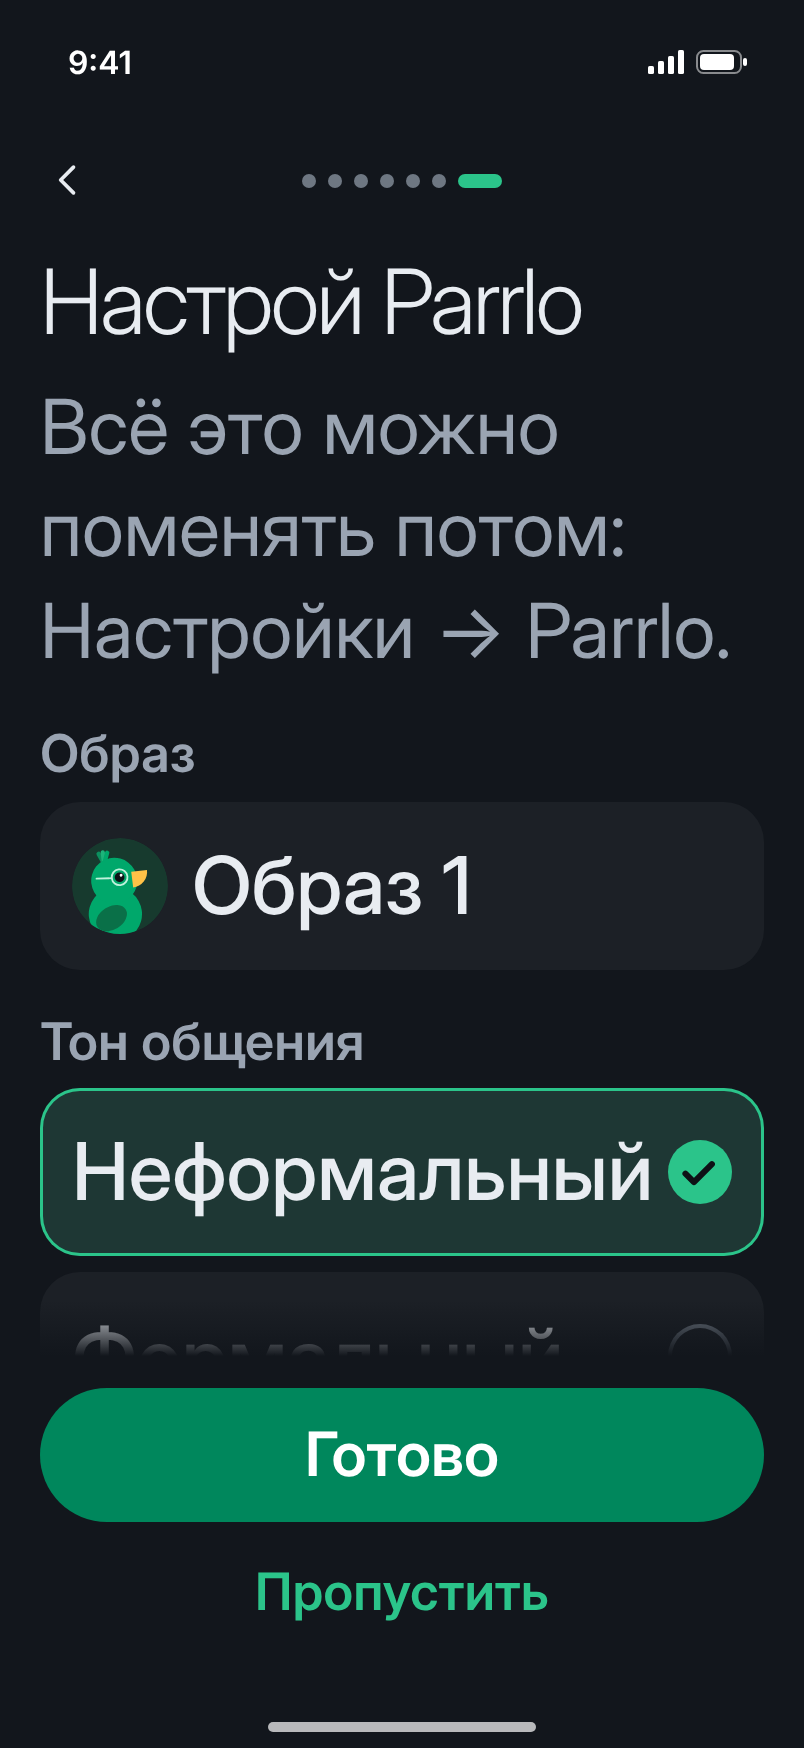 9:41
Настрой Parrlo
Всё это можно
поменять потом:
Настройки → Parrlo.
Образ
Образ 1
Тон общения
Неформальный
Формальный
Готово
Пропустить